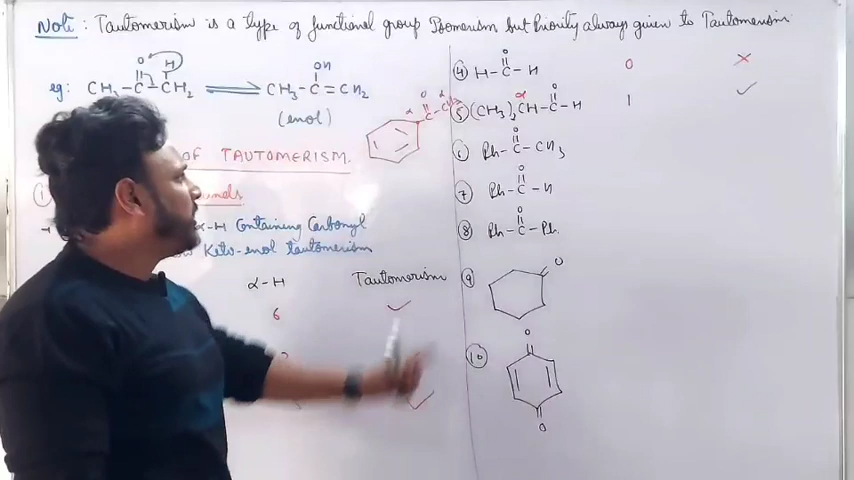 Note : Tautomerism is a type of functional group Isomerism but Priority always given to Tautomerism
eg: CH3-C-CH2 ⇌ CH3-C=CH2
O H
OH
(enol)
OF TAUTOMERISM.
①
α-H Containing Carbonyl
Keto-enol tautomerism
α-H Tautomerism
6 ✓
✓
O
α C α
④ H-C-H 0 ✗
O
⑤ (CH3)2CH-C-H 1 ✓
α O
⑥ Ph-C-CH3
O
⑦ Ph-C-H
O
⑧ Ph-C-Ph.
O
⑨ O
⑩ O
O